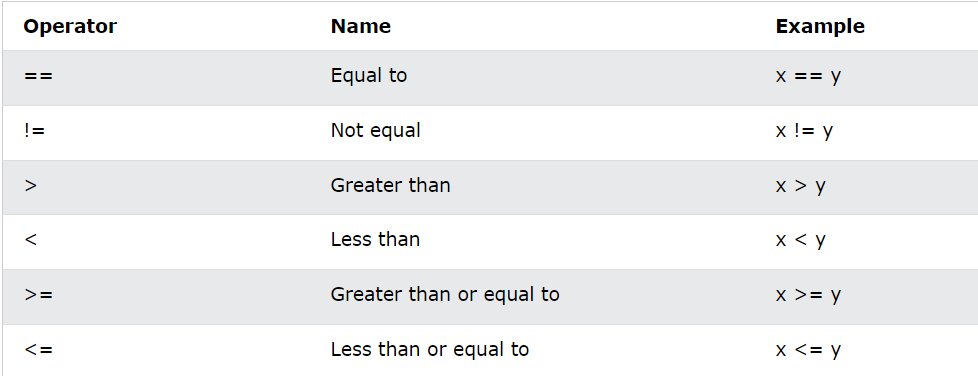 Operator Name Example
== Equal to x == y
!= Not equal x != y
> Greater than x > y
< Less than x < y
>= Greater than or equal to x >= y
<= Less than or equal to x <= y